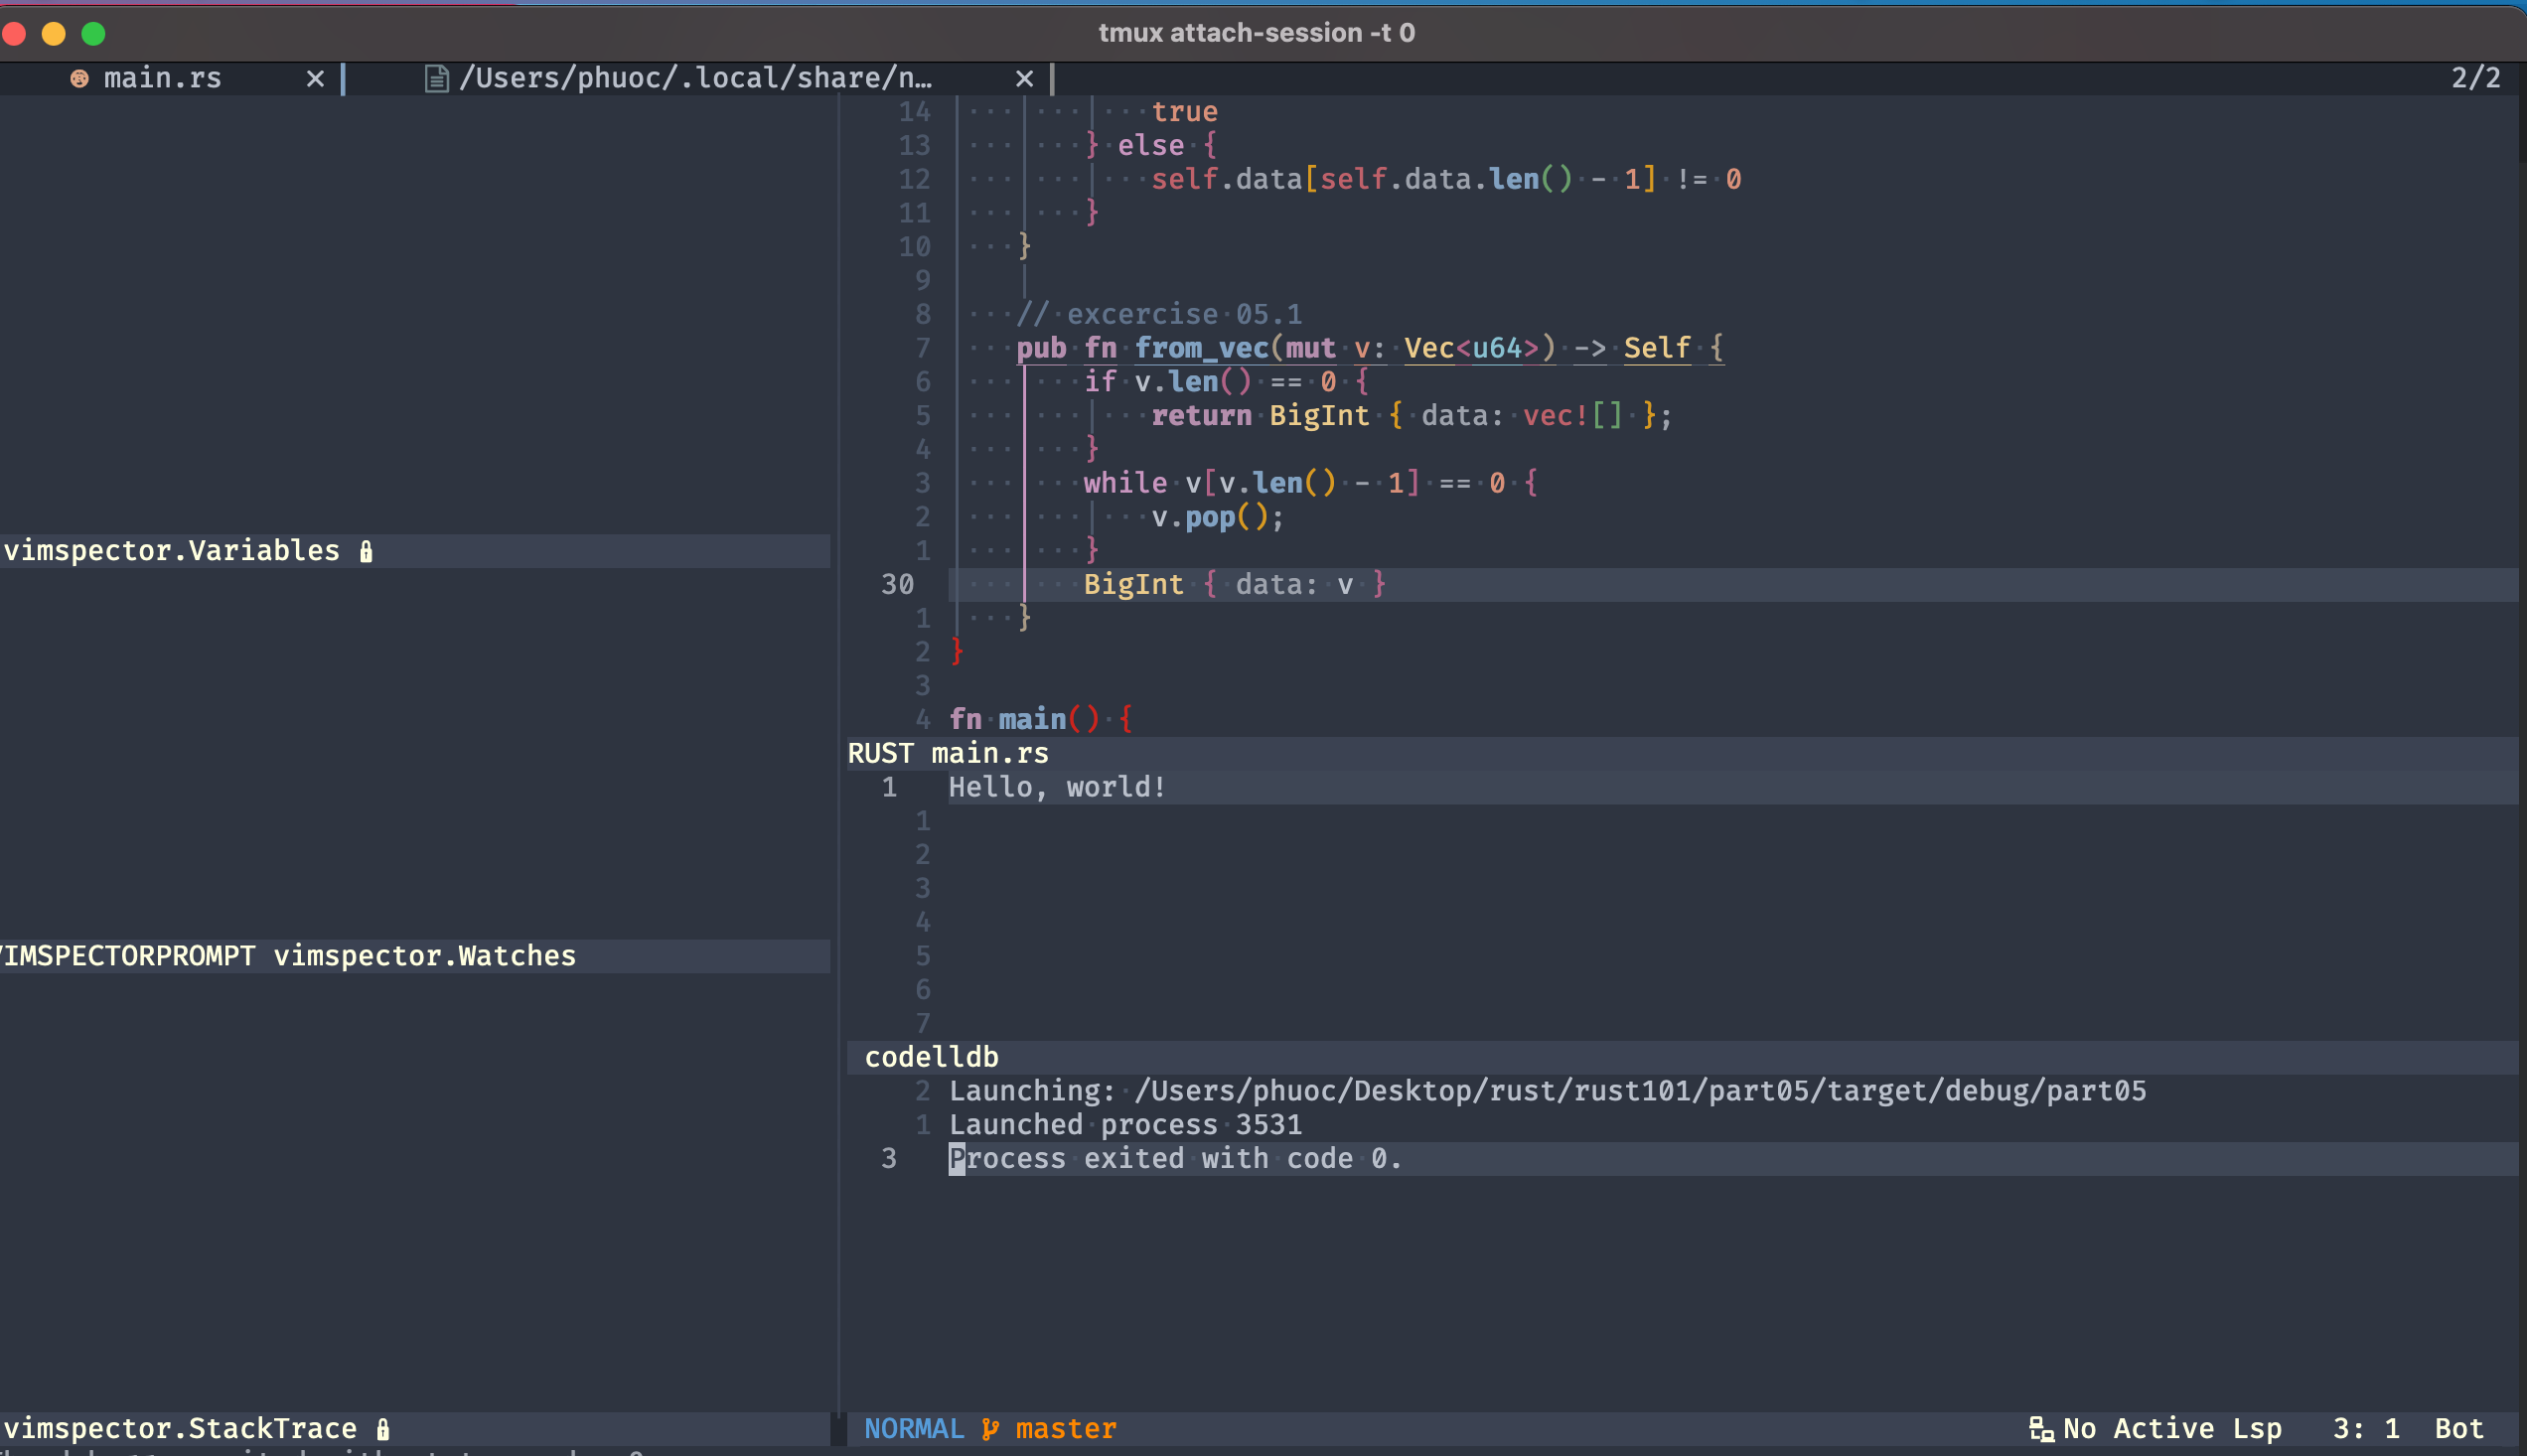 tmux attach-session -t 0
main.rs × /Users/phuoc/.local/share/n… × 2/2
14 true
13 } else {
12 self.data[self.data.len() - 1] != 0
11 }
10 }
9
8 // excercise 05.1
7 pub fn from_vec(mut v: Vec<u64>) -> Self {
6 if v.len() == 0 {
5 return BigInt { data: vec![] };
4 }
3 while v[v.len() - 1] == 0 {
2 v.pop();
1 }
30 BigInt { data: v }
1 }
2 }
3
4 fn main() {
vimspector.Variables
VIMSPECTORPROMPT vimspector.Watches
vimspector.StackTrace
RUST main.rs
1 Hello, world!
1
2
3
4
5
6
7
codelldb
2 Launching: /Users/phuoc/Desktop/rust/rust101/part05/target/debug/part05
1 Launched process 3531
3 Process exited with code 0.
NORMAL master No Active Lsp 3: 1 Bot